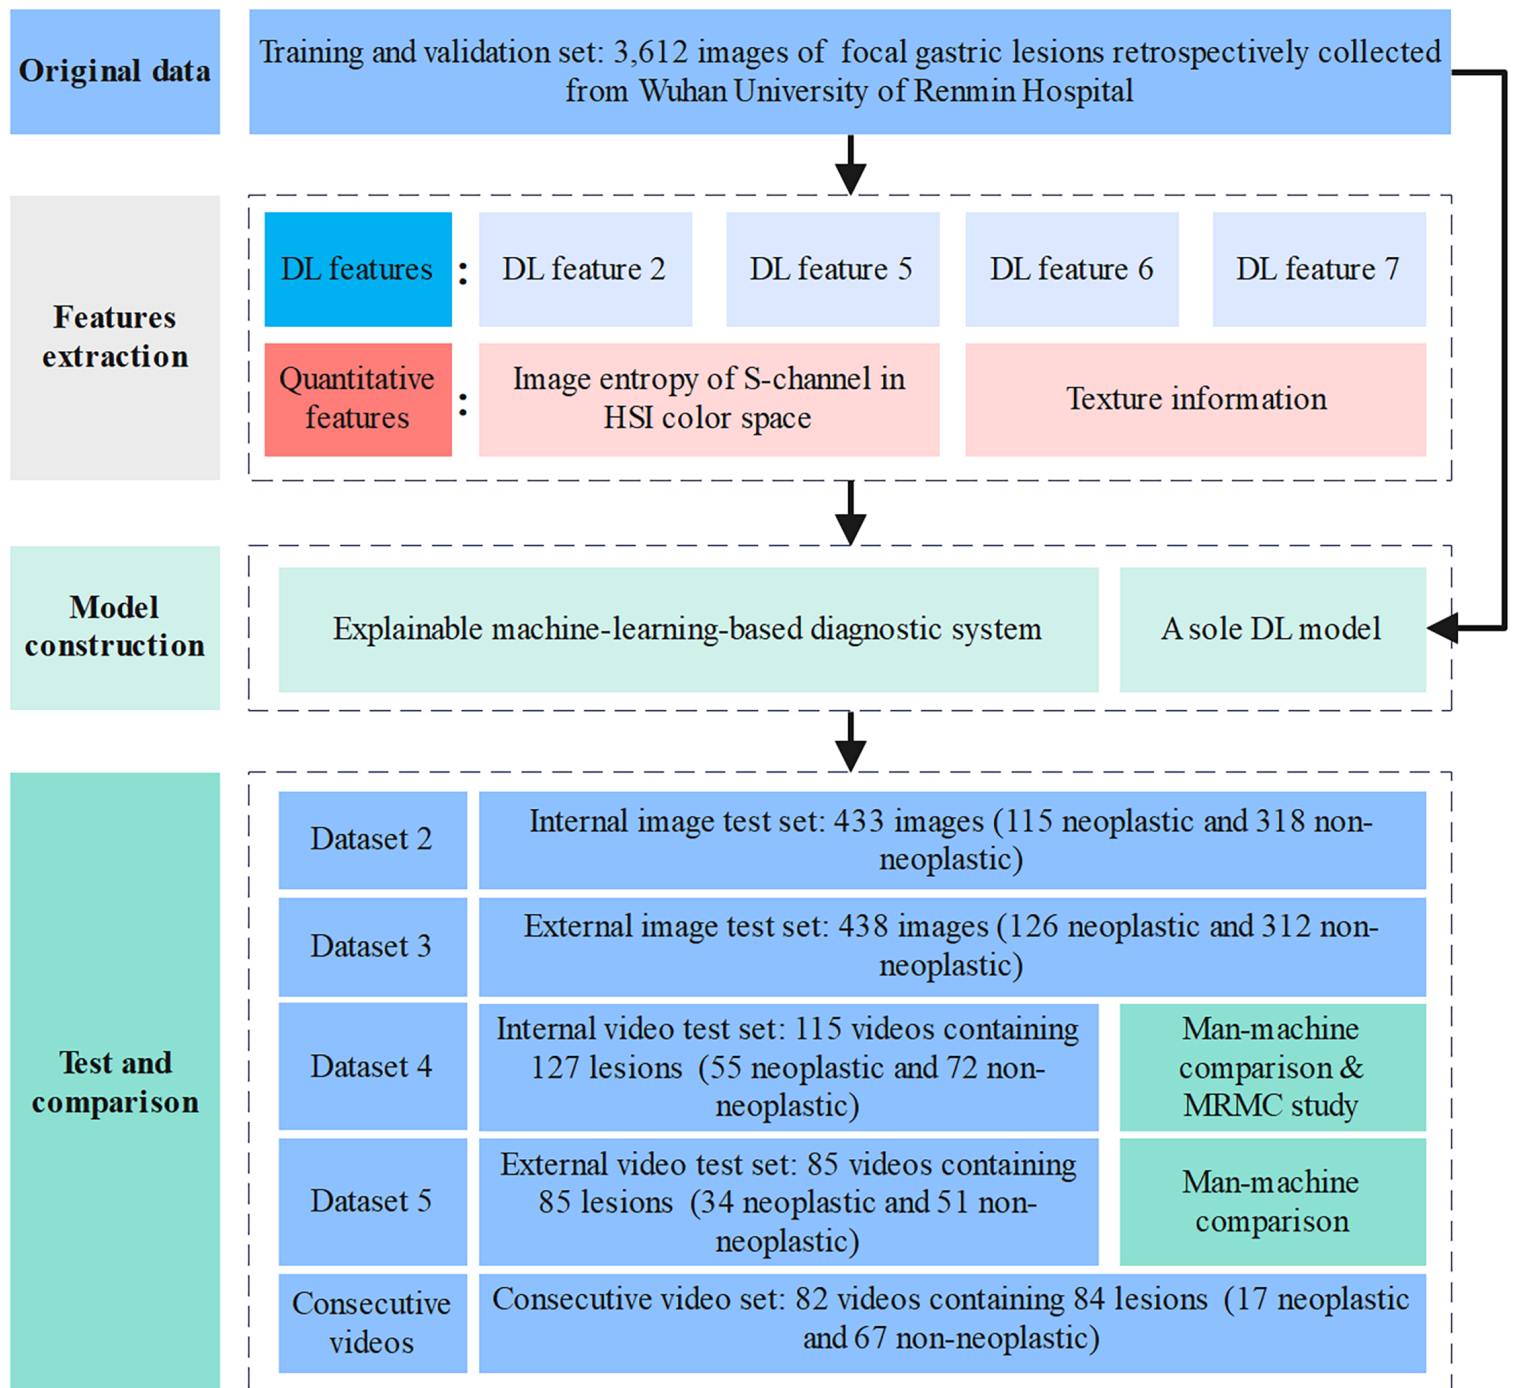 Original data
Training and validation set: 3,612 images of focal gastric lesions retrospectively collected
from Wuhan University of Renmin Hospital
Features
extraction
DL features
:
DL feature 2
DL feature 5
DL feature 6
DL feature 7
Quantitative
features
:
Image entropy of S-channel in
HSI color space
Texture information
Model
construction
Explainable machine-learning-based diagnostic system
A sole DL model
Test and
comparison
Dataset 2
Internal image test set: 433 images (115 neoplastic and 318 non-
neoplastic)
Dataset 3
External image test set: 438 images (126 neoplastic and 312 non-
neoplastic)
Dataset 4
Internal video test set: 115 videos containing
127 lesions (55 neoplastic and 72 non-
neoplastic)
Man-machine
comparison &
MRMC study
Dataset 5
External video test set: 85 videos containing
85 lesions (34 neoplastic and 51 non-
neoplastic)
Man-machine
comparison
Consecutive
videos
Consecutive video set: 82 videos containing 84 lesions (17 neoplastic
and 67 non-neoplastic)